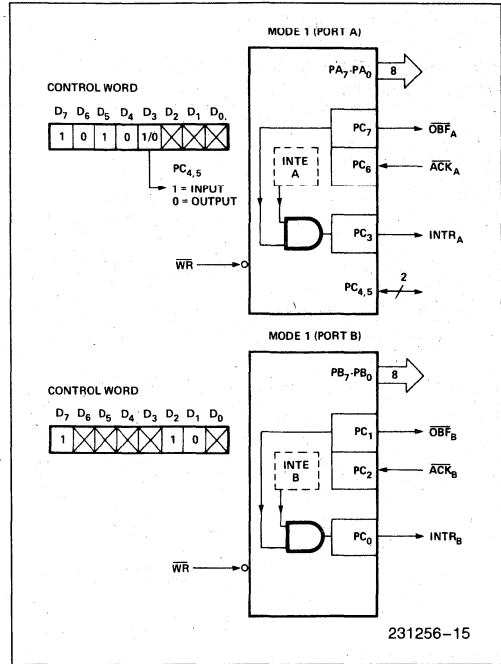 MODE 1 (PORT A)
PA7-PA0
8
CONTROL WORD
D7 D6 D5 D4 D3 D2 D1 D0
1 0 1 0 1/0
PC4,5
1 = INPUT
0 = OUTPUT
PC7
OBFA
INTE
A
PC6
ACKA
PC3
INTRA
WR
PC4,5
2
MODE 1 (PORT B)
PB7-PB0
8
CONTROL WORD
D7 D6 D5 D4 D3 D2 D1 D0
1 1 0
PC1
OBFB
INTE
B
PC2
ACKB
PC0
INTRB
WR
231256-15